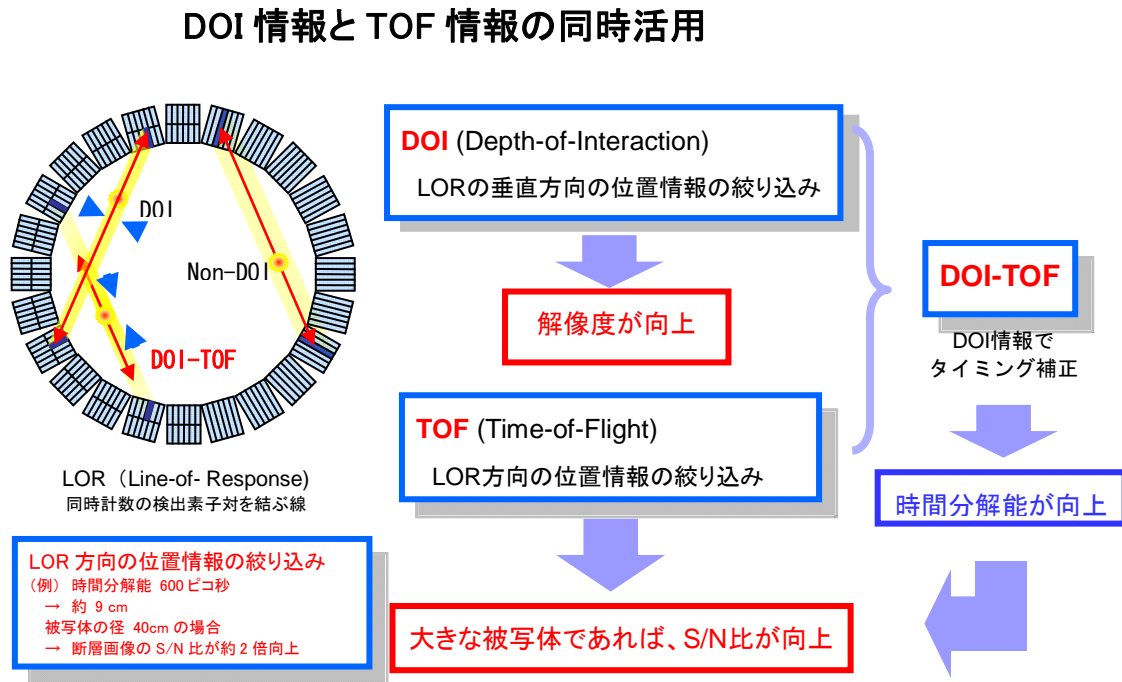 DOI 情報と TOF 情報の同時活用
DOI
Non-DOI
DOI-TOF
LOR（Line-of- Response)
同時計数の検出素子対を結ぶ線
LOR 方向の位置情報の絞り込み
（例） 時間分解能 600 ピコ秒
→ 約 9 cm
被写体の径 40cm の場合
→ 断層画像の S/N 比が約 2 倍向上
DOI (Depth-of-Interaction)
LORの垂直方向の位置情報の絞り込み
解像度が向上
TOF (Time-of-Flight)
LOR方向の位置情報の絞り込み
大きな被写体であれば、S/N比が向上
DOI-TOF
DOI情報で
タイミング補正
時間分解能が向上